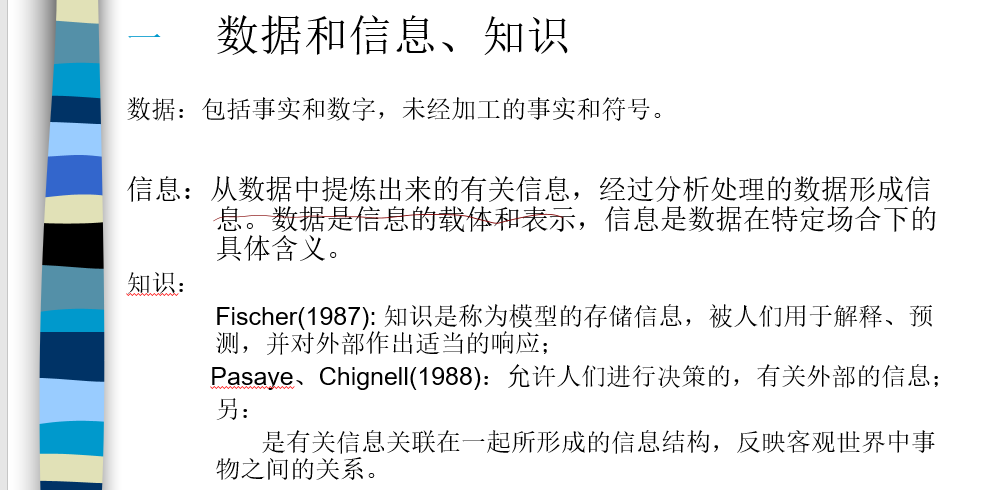 一 数据和信息、知识
数据：包括事实和数字，未经加工的事实和符号。
信息：从数据中提炼出来的有关信息，经过分析处理的数据形成信
息。数据是信息的载体和表示，信息是数据在特定场合下的
具体含义。
知识：
Fischer(1987): 知识是称为模型的存储信息，被人们用于解释、预
测，并对外部作出适当的响应；
Pasaye、Chignell(1988)：允许人们进行决策的，有关外部的信息；
另：
是有关信息关联在一起所形成的信息结构，反映客观世界中事
物之间的关系。